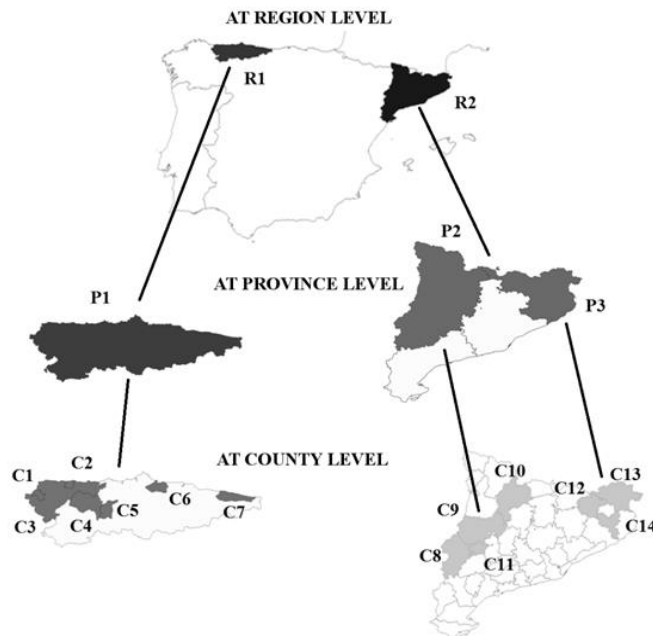 AT REGION LEVEL
R1
R2
P2
AT PROVINCE LEVEL
P1
P3
AT COUNTY LEVEL
C1
C2
C3
C4
C5
C6
C7
C10
C13
C12
C9
C14
C8
C11